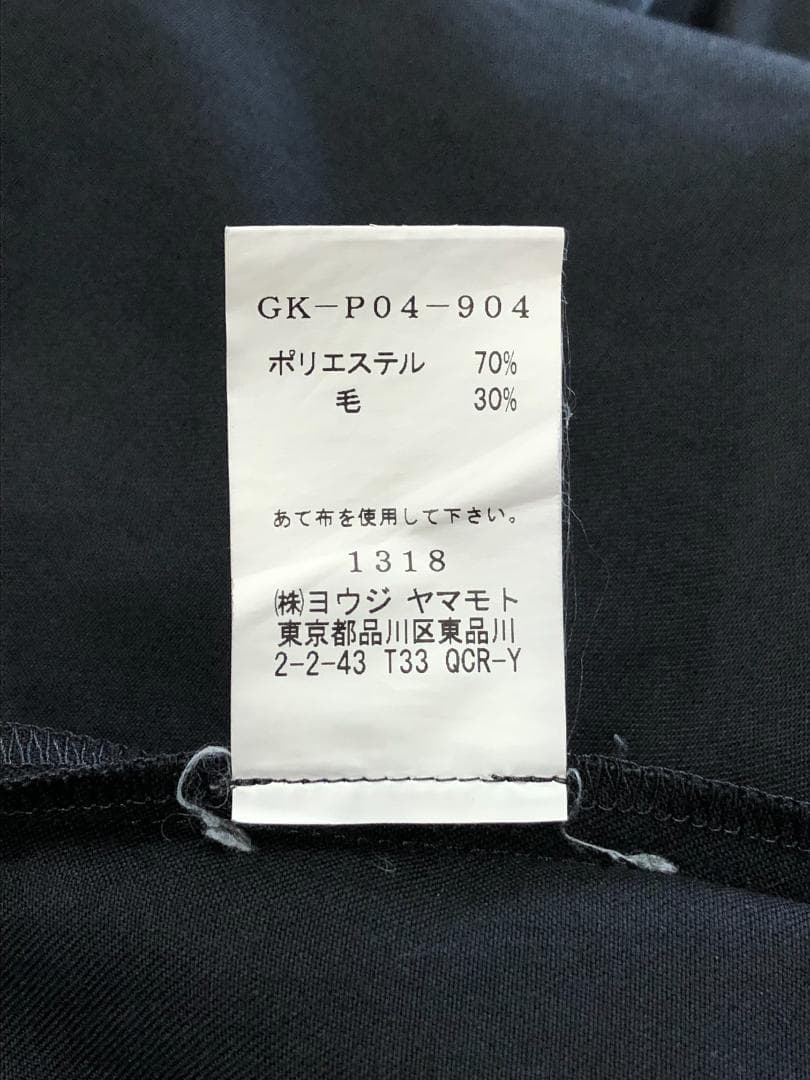 GK-P04-904
ポリエステル 70%
毛 30%
あて布を使用して下さい。
1318
㈱ヨウジ ヤマモト
東京都品川区東品川
2-2-43 T33 QCR-Y